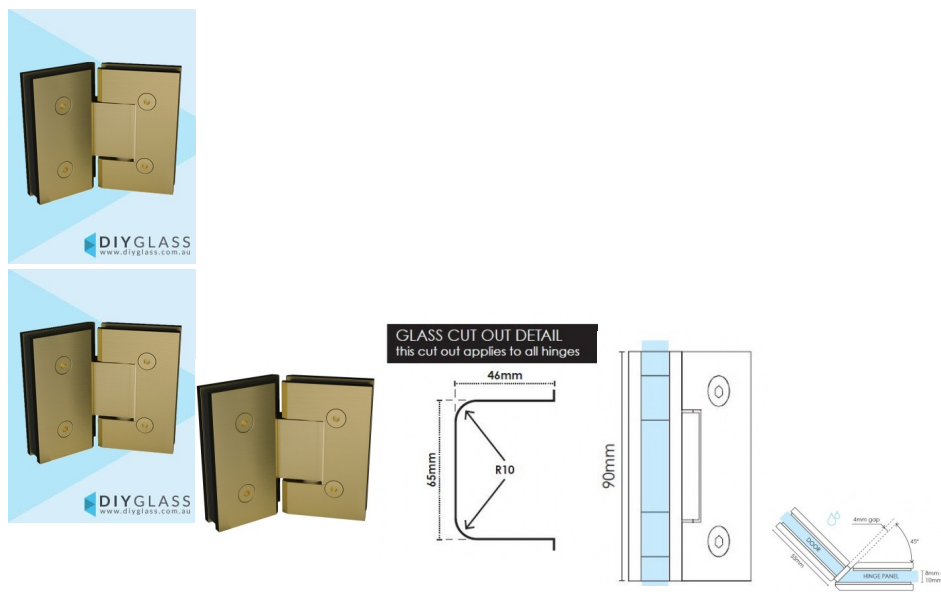 DIYGLASS
www.diyglass.com.au
DIYGLASS
www.diyglass.com.au
GLASS CUT OUT DETAIL
this cut out applies to all hinges
46mm
65mm
R10
90mm
4mm gap
45°
DOOR
55mm
HINGE PANEL
8mm
10mm